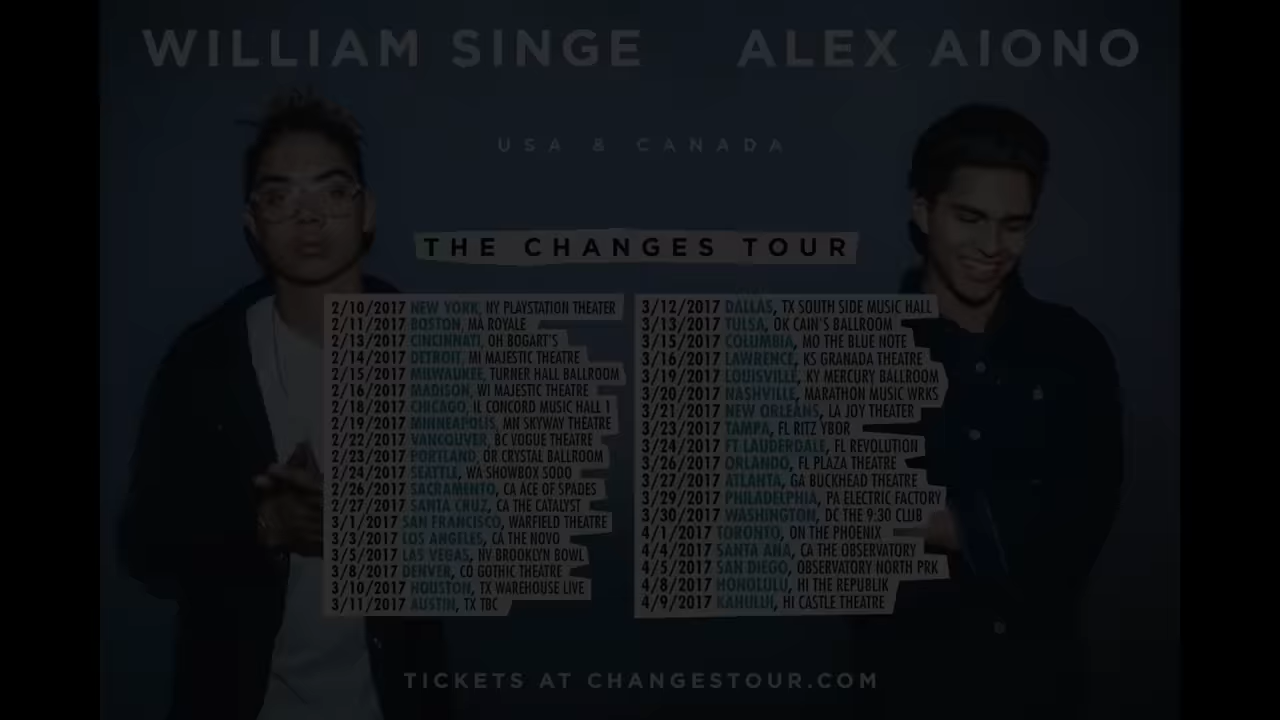 WILLIAM SINGE ALEX AIONO
USA & CANADA
THE CHANGES TOUR
2/10/2017 NEW YORK, NY PLAYSTATION THEATER
2/11/2017 BOSTON, MA ROYALE
2/13/2017 CINCINNATI, OH BOGART'S
2/14/2017 DETROIT, MI MAJESTIC THEATRE
2/15/2017 MILWAUKEE, TURNER HALL BALLROOM
2/16/2017 MADISON, WI MAJESTIC THEATRE
2/18/2017 CHICAGO, IL CONCORD MUSIC HALL 1
2/19/2017 MINNEAPOLIS, MN SKYWAY THEATRE
2/22/2017 VANCOUVER, BC VOGUE THEATRE
2/23/2017 PORTLAND, OR CRYSTAL BALLROOM
2/24/2017 SEATTLE, WA SHOWBOX SODO
2/26/2017 SACRAMENTO, CA ACE OF SPADES
2/27/2017 SANTA CRUZ, CA THE CATALYST
3/1/2017 SAN FRANCISCO, WARFIELD THEATRE
3/3/2017 LOS ANGELES, CA THE NOVO
3/5/2017 LAS VEGAS, NV BROOKLYN BOWL
3/8/2017 DENVER, CO GOTHIC THEATRE
3/10/2017 HOUSTON, TX WAREHOUSE LIVE
3/11/2017 AUSTIN, TX TBC
3/12/2017 DALLAS, TX SOUTH SIDE MUSIC HALL
3/13/2017 TULSA, OK CAIN'S BALLROOM
3/15/2017 COLUMBIA, MO THE BLUE NOTE
3/16/2017 LAWRENCE, KS GRANADA THEATRE
3/19/2017 LOUISVILLE, KY MERCURY BALLROOM
3/20/2017 NASHVILLE, MARATHON MUSIC WRKS
3/21/2017 NEW ORLEANS, LA JOY THEATER
3/23/2017 TAMPA, FL RITZ YBOR
3/24/2017 FT LAUDERDALE, FL REVOLUTION
3/26/2017 ORLANDO, FL PLAZA THEATRE
3/27/2017 ATLANTA, GA BUCKHEAD THEATRE
3/29/2017 PHILADELPHIA, PA ELECTRIC FACTORY
3/30/2017 WASHINGTON, DC THE 9:30 CLUB
4/1/2017 TORONTO, ON THE PHOENIX
4/4/2017 SANTA ANA, CA THE OBSERVATORY
4/5/2017 SAN DIEGO, OBSERVATORY NORTH PRK
4/8/2017 HONOLULU, HI THE REPUBLIK
4/9/2017 KAHULUI, HI CASTLE THEATRE
TICKETS AT CHANGESTOUR.COM